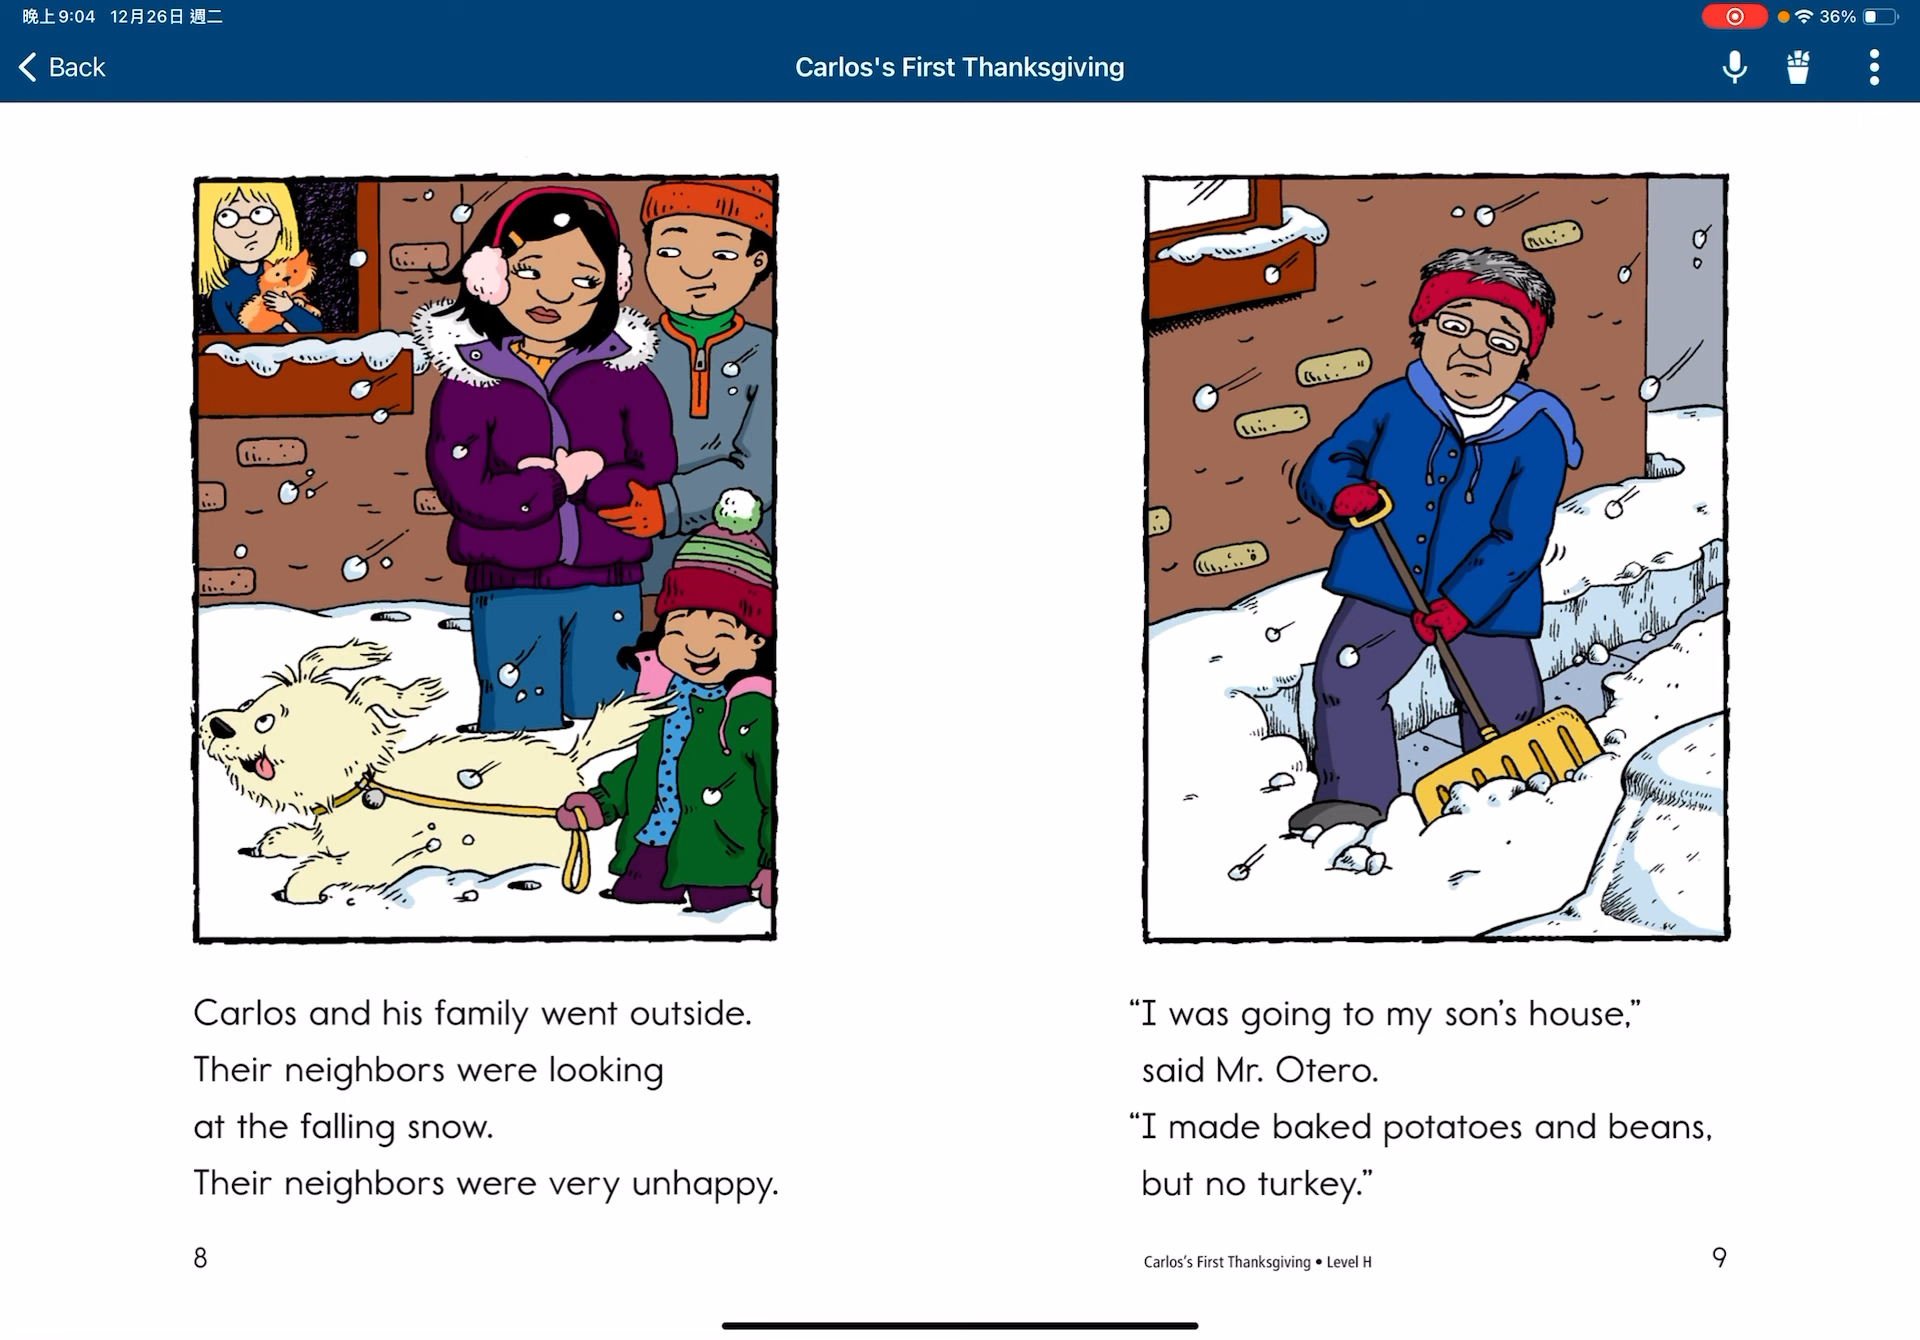 晚上9:04 12月26日 週二
36%
Back
Carlos's First Thanksgiving
Carlos and his family went outside.
Their neighbors were looking
at the falling snow.
Their neighbors were very unhappy.
8
“I was going to my son’s house,”
said Mr. Otero.
“I made baked potatoes and beans,
but no turkey.”
Carlos’s First Thanksgiving • Level H
9